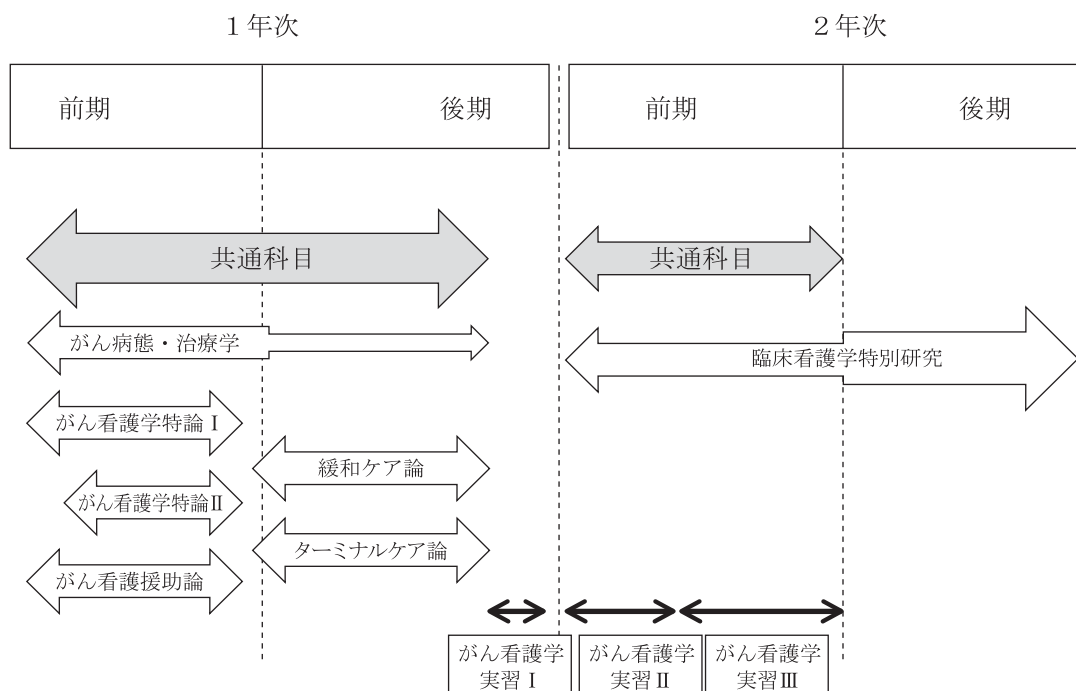 1年次
2年次
前期
後期
前期
後期
共通科目
共通科目
がん病態・治療学
臨床看護学特別研究
がん看護学特論Ⅰ
緩和ケア論
がん看護学特論Ⅱ
ターミナルケア論
がん看護援助論
がん看護学
実習Ⅰ
がん看護学
実習Ⅱ
がん看護学
実習Ⅲ